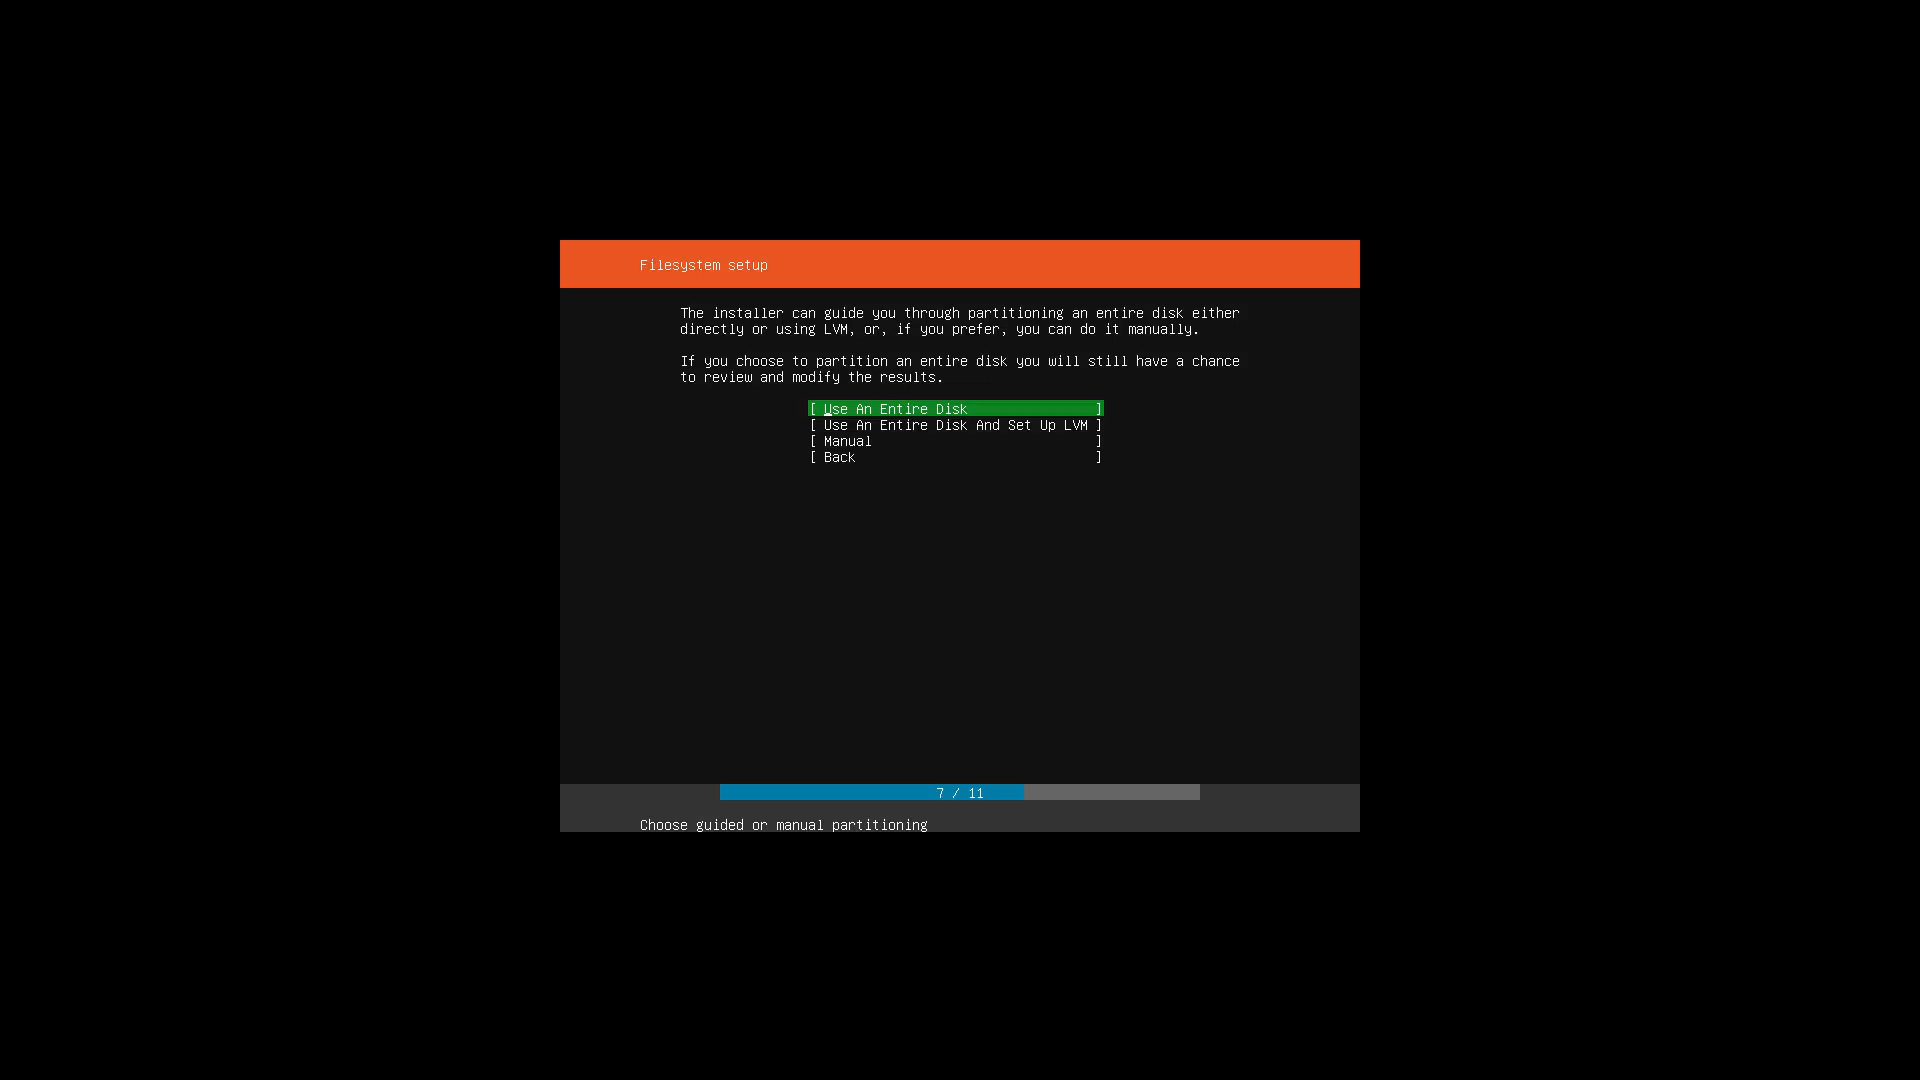 Filesystem setup
The installer can guide you through partitioning an entire disk either
directly or using LVM, or, if you prefer, you can do it manually.
If you choose to partition an entire disk you will still have a chance
to review and modify the results.
[ Use An Entire Disk ]
[ Use An Entire Disk And Set Up LVM ]
[ Manual ]
[ Back ]
7 / 11
Choose guided or manual partitioning